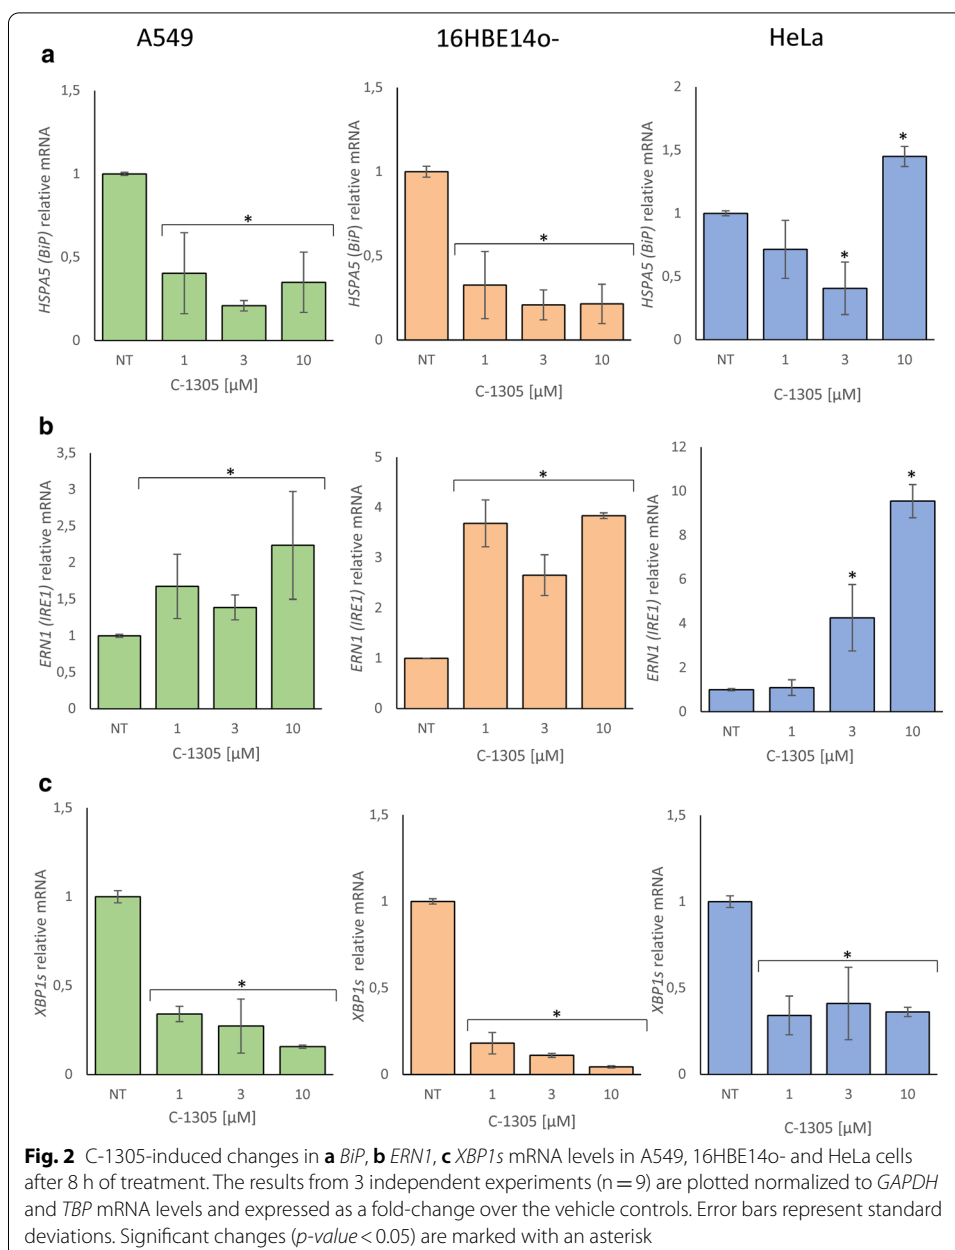 A549 16HBE14o- HeLa
a
HSPA5 (BiP) relative mRNA
1,5
1
0,5
0
*
NT 1 3 10
C-1305 [µM]
HSPA5 (BiP) relative mRNA
1,5
1
0,5
0
*
NT 1 3 10
C-1305 [µM]
HSPA5 (BiP) relative mRNA
2
1,5
1
0,5
0
*
*
NT 1 3 10
C-1305 [µM]
b
ERN1 (IRE1) relative mRNA
3,5
3
2,5
2
1,5
1
0,5
0
*
NT 1 3 10
C-1305 [µM]
ERN1 (IRE1) relative mRNA
5
4
3
2
1
0
*
NT 1 3 10
C-1305 [µM]
ERN1 (IRE1) relative mRNA
12
10
8
6
4
2
0
*
*
NT 1 3 10
C-1305 [µM]
c
XBP1s relative mRNA
1,5
1
0,5
0
*
NT 1 3 10
C-1305 [µM]
XBP1s relative mRNA
1,5
1
0,5
0
*
NT 1 3 10
C-1305 [µM]
XBP1s relative mRNA
1,5
1
0,5
0
*
NT 1 3 10
C-1305 [µM]
Fig. 2 C-1305-induced changes in a BiP, b ERN1, c XBP1s mRNA levels in A549, 16HBE14o- and HeLa cells
after 8 h of treatment. The results from 3 independent experiments (n = 9) are plotted normalized to GAPDH
and TBP mRNA levels and expressed as a fold-change over the vehicle controls. Error bars represent standard
deviations. Significant changes (p-value < 0.05) are marked with an asterisk